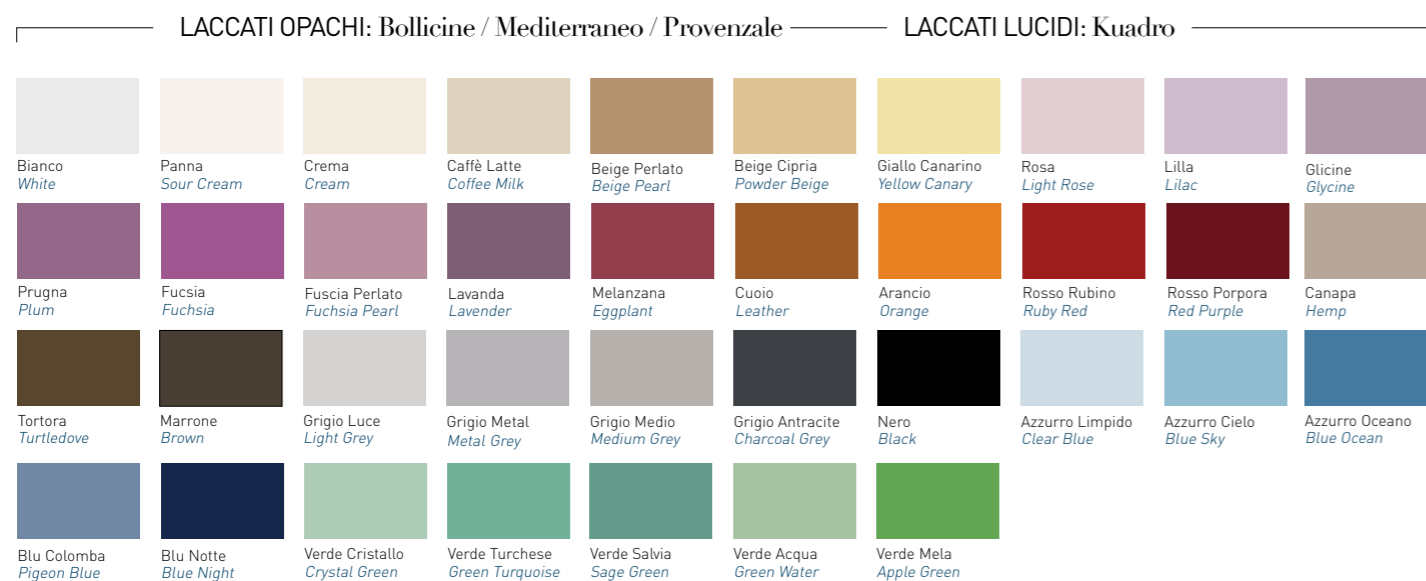 LACCATI OPACHI: Bollicine / Mediterraneo / Provenzale LACCATI LUCIDI: Kuadro
Bianco
White
Panna
Sour Cream
Crema
Cream
Caffè Latte
Coffee Milk
Beige Perlato
Beige Pearl
Beige Cipria
Powder Beige
Giallo Canarino
Yellow Canary
Rosa
Light Rose
Lilla
Lilac
Glicine
Glycine
Prugna
Plum
Fucsia
Fuchsia
Fuscia Perlato
Fuchsia Pearl
Lavanda
Lavender
Melanzana
Eggplant
Cuoio
Leather
Arancio
Orange
Rosso Rubino
Ruby Red
Rosso Porpora
Red Purple
Canapa
Hemp
Tortora
Turtledove
Marrone
Brown
Grigio Luce
Light Grey
Grigio Metal
Metal Grey
Grigio Medio
Medium Grey
Grigio Antracite
Charcoal Grey
Nero
Black
Azzurro Limpido
Clear Blue
Azzurro Cielo
Blue Sky
Azzurro Oceano
Blue Ocean
Blu Colomba
Pigeon Blue
Blu Notte
Blue Night
Verde Cristallo
Crystal Green
Verde Turchese
Green Turquoise
Verde Salvia
Sage Green
Verde Acqua
Green Water
Verde Mela
Apple Green